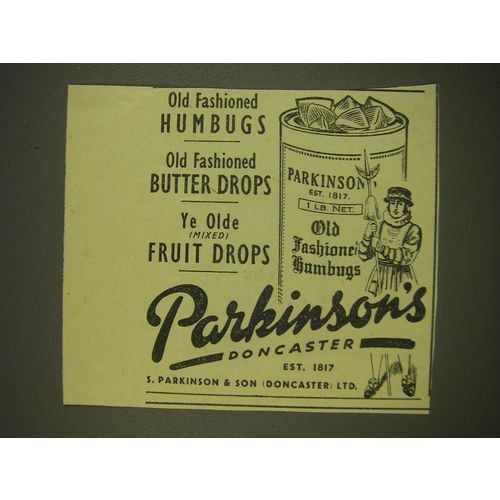 Old Fashioned
HUMBUGS
Old Fashioned
BUTTER DROPS
Ye Olde
(MIXED)
FRUIT DROPS
PARKINSON
EST. 1817.
1 LB. NET.
Old
Fashione
Humbugs
Parkinson's
DONCASTER
EST. 1817
S. PARKINSON & SON (DONCASTER) LTD.